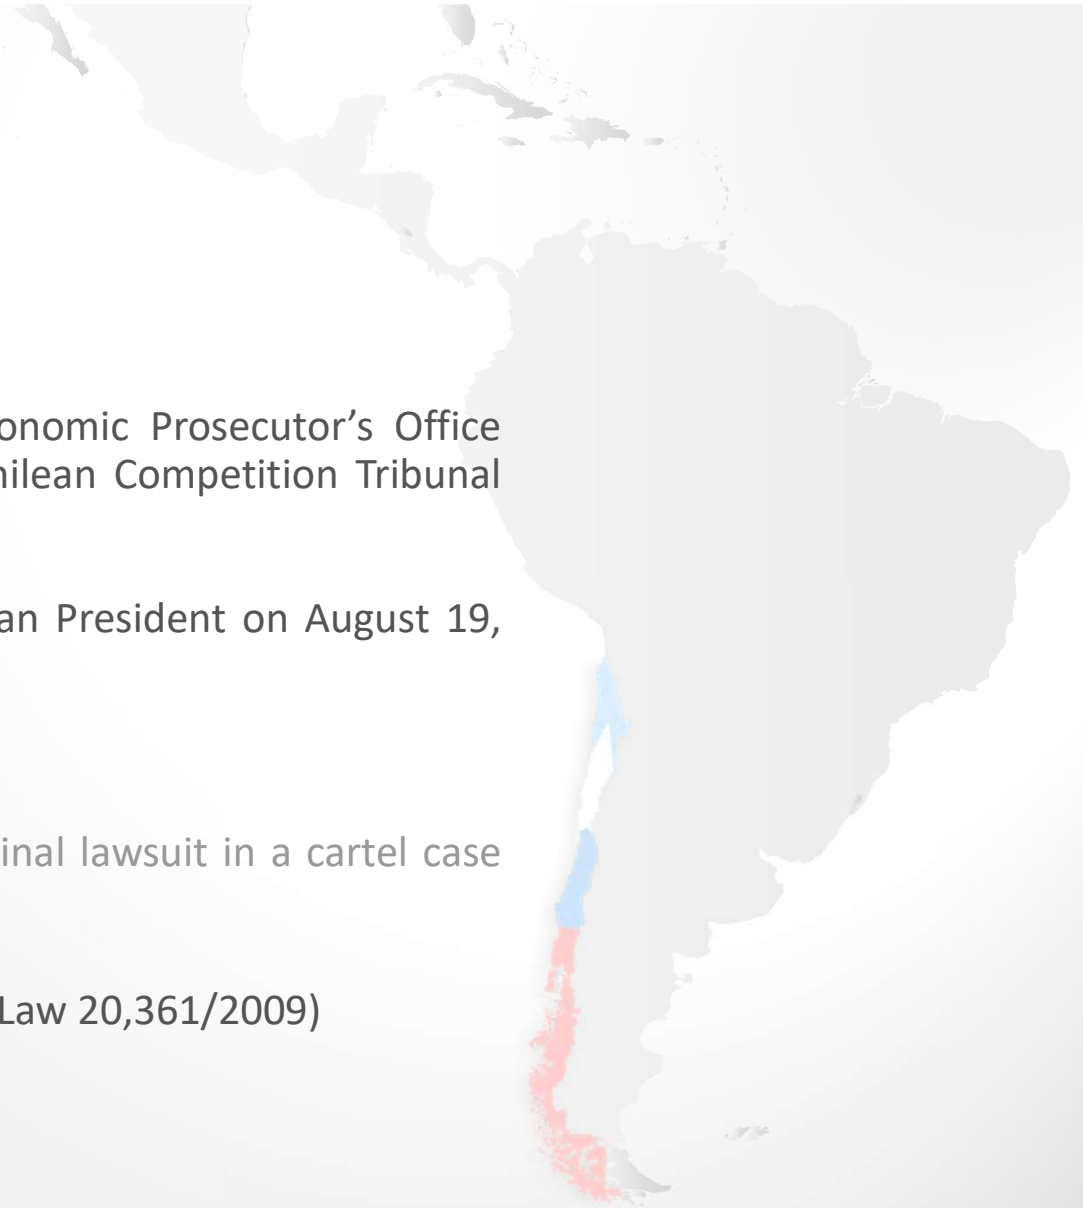 onomic Prosecutor’s Office
hilean Competition Tribunal
an President on August 19,
inal lawsuit in a cartel case
Law 20,361/2009)